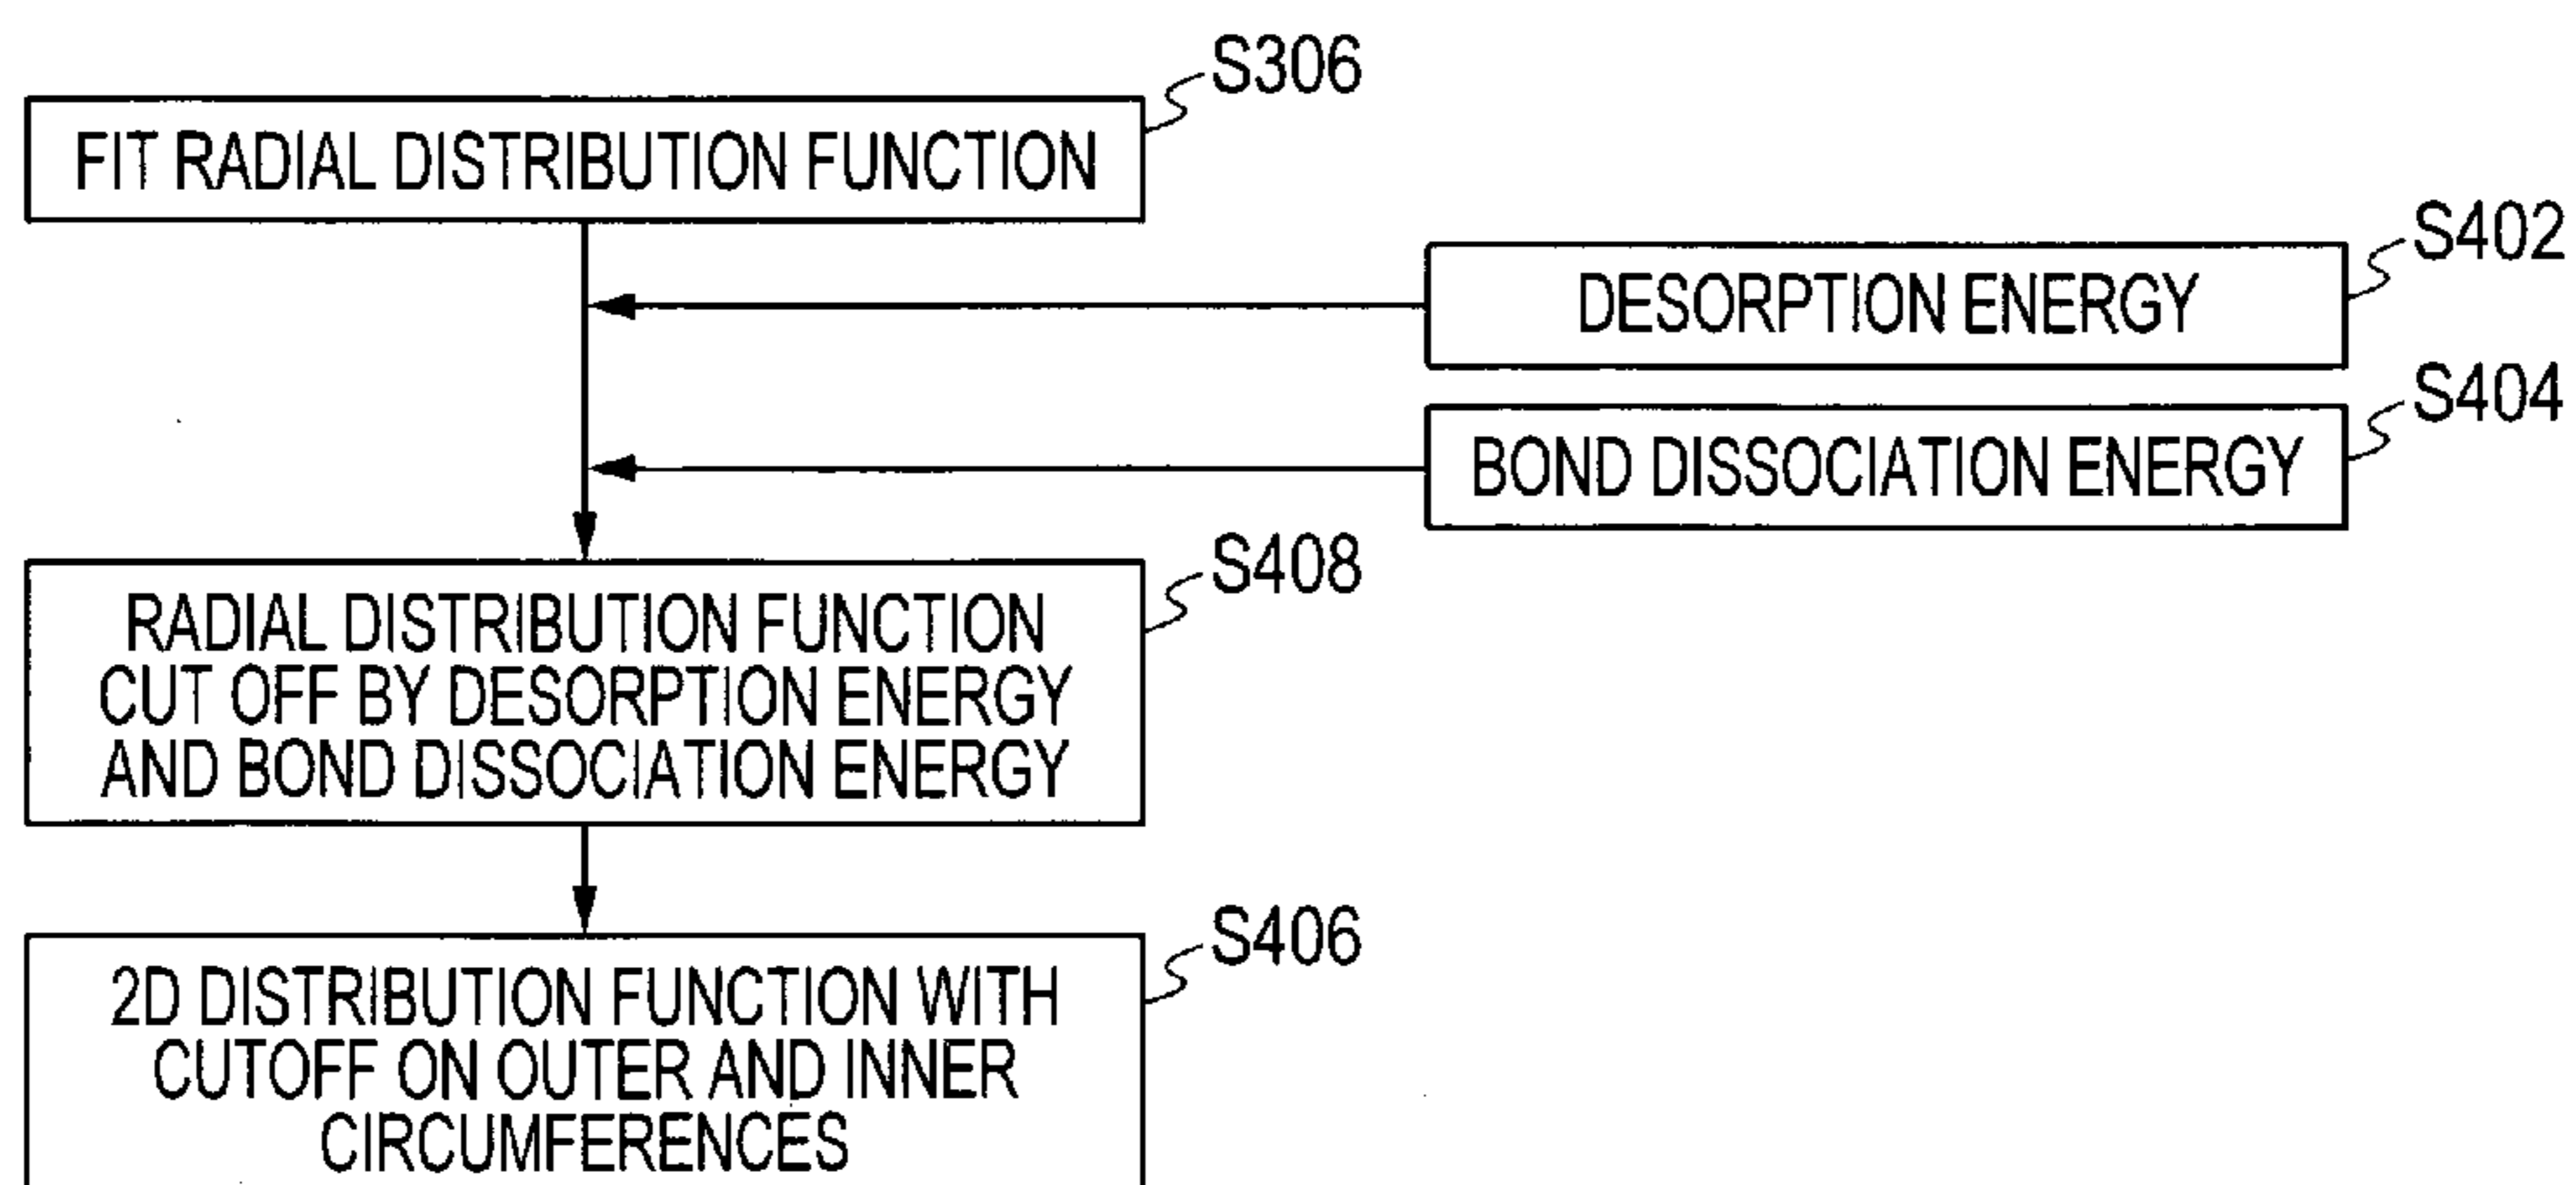 S306
FIT RADIAL DISTRIBUTION FUNCTION
S402
DESORPTION ENERGY
S404
BOND DISSOCIATION ENERGY
S408
RADIAL DISTRIBUTION FUNCTION
CUT OFF BY DESORPTION ENERGY
AND BOND DISSOCIATION ENERGY
S406
2D DISTRIBUTION FUNCTION WITH
CUTOFF ON OUTER AND INNER
CIRCUMFERENCES